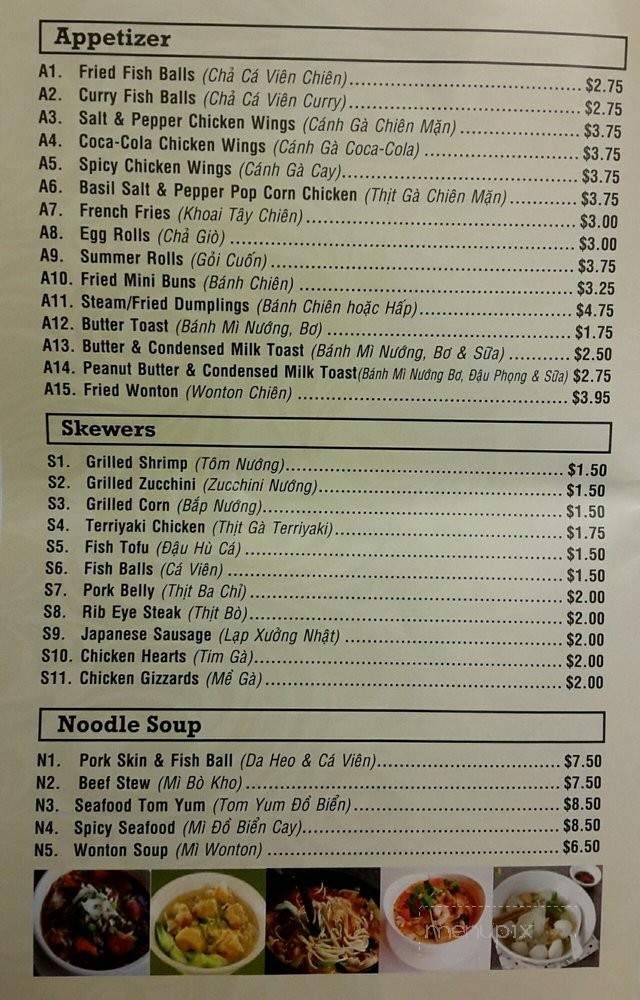 Appetizer
A1. Fried Fish Balls (Chả Cá Viên Chiên)........................................ $2.75
A2. Curry Fish Balls (Chả Cá Viên Curry)........................................ $2.75
A3. Salt & Pepper Chicken Wings (Cánh Gà Chiên Mặn) .................... $3.75
A4. Coca-Cola Chicken Wings (Cánh Gà Coca-Cola) ......................... $3.75
A5. Spicy Chicken Wings (Cánh Gà Cay)........................................ $3.75
A6. Basil Salt & Pepper Pop Corn Chicken (Thịt Gà Chiên Mặn)........... $3.75
A7. French Fries (Khoai Tây Chiên) ............................................. $3.00
A8. Egg Rolls (Chả Giò) ............................................................ $3.00
A9. Summer Rolls (Gỏi Cuốn) .................................................... $3.75
A10. Fried Mini Buns (Bánh Chiên) .............................................. $3.25
A11. Steam/Fried Dumplings (Bánh Chiên hoặc Hấp)........................ $4.75
A12. Butter Toast (Bánh Mì Nướng, Bơ) ........................................ $1.75
A13. Butter & Condensed Milk Toast (Bánh Mì Nướng, Bơ & Sữa) .......... $2.50
A14. Peanut Butter & Condensed Milk Toast(Bánh Mì Nướng Bơ, Đậu Phọng & Sữa) $2.75
A15. Fried Wonton (Wonton Chiên) ............................................. $3.95
Skewers
S1. Grilled Shrimp (Tôm Nướng).................................................. $1.50
S2. Grilled Zucchini (Zucchini Nướng)........................................... $1.50
S3. Grilled Corn (Bắp Nướng)...................................................... $1.50
S4. Terriyaki Chicken (Thịt Gà Terriyaki)....................................... $1.75
S5. Fish Tofu (Đậu Hù Cá) ......................................................... $1.50
S6. Fish Balls (Cá Viên) ............................................................ $1.50
S7. Pork Belly (Thịt Ba Chỉ)........................................................ $2.00
S8. Rib Eye Steak (Thịt Bò)........................................................ $2.00
S9. Japanese Sausage (Lạp Xưởng Nhật) ...................................... $2.00
S10. Chicken Hearts (Tim Gà)..................................................... $2.00
S11. Chicken Gizzards (Mề Gà).................................................... $2.00
Noodle Soup
N1. Pork Skin & Fish Ball (Da Heo & Cá Viên)................................. $7.50
N2. Beef Stew (Mì Bò Kho) ......................................................... $7.50
N3. Seafood Tom Yum (Tom Yum Đồ Biển) .................................... $8.50
N4. Spicy Seafood (Mì Đồ Biển Cay)............................................. $8.50
N5. Wonton Soup (Mì Wonton) ................................................... $6.50
menupix